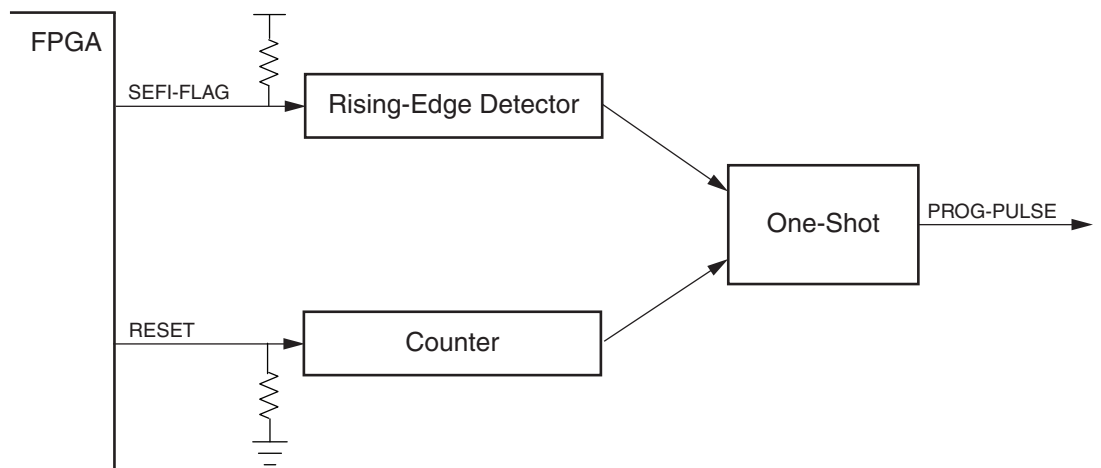 FPGA
SEFI-FLAG
Rising-Edge Detector
One-Shot
PROG-PULSE
RESET
Counter